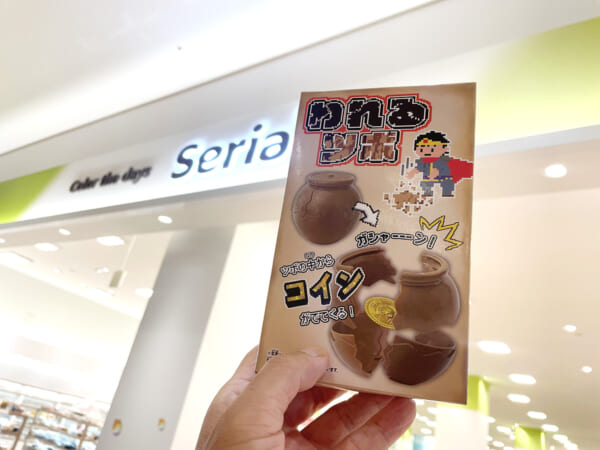 Color the days
Seria
われる
ツボ
ガシャーーン!
ツボの中から
コイン
がでてくる!